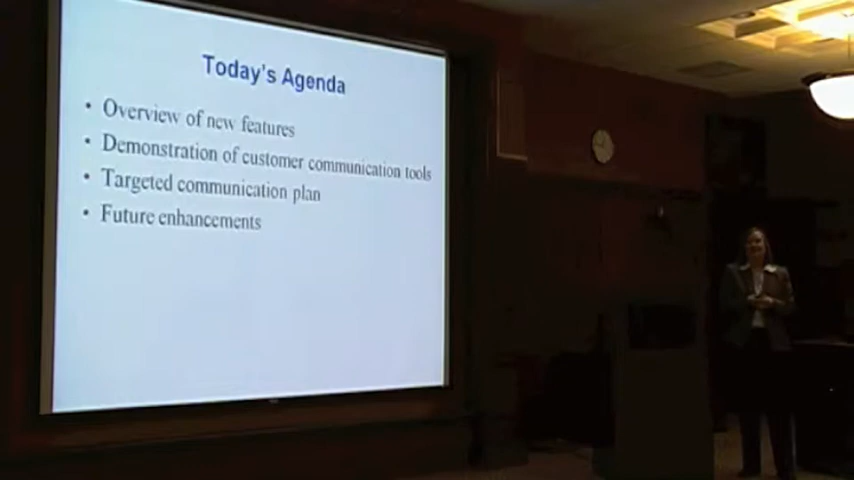 Today's Agenda
• Overview of new features
• Demonstration of customer communication tools
• Targeted communication plan
• Future enhancements